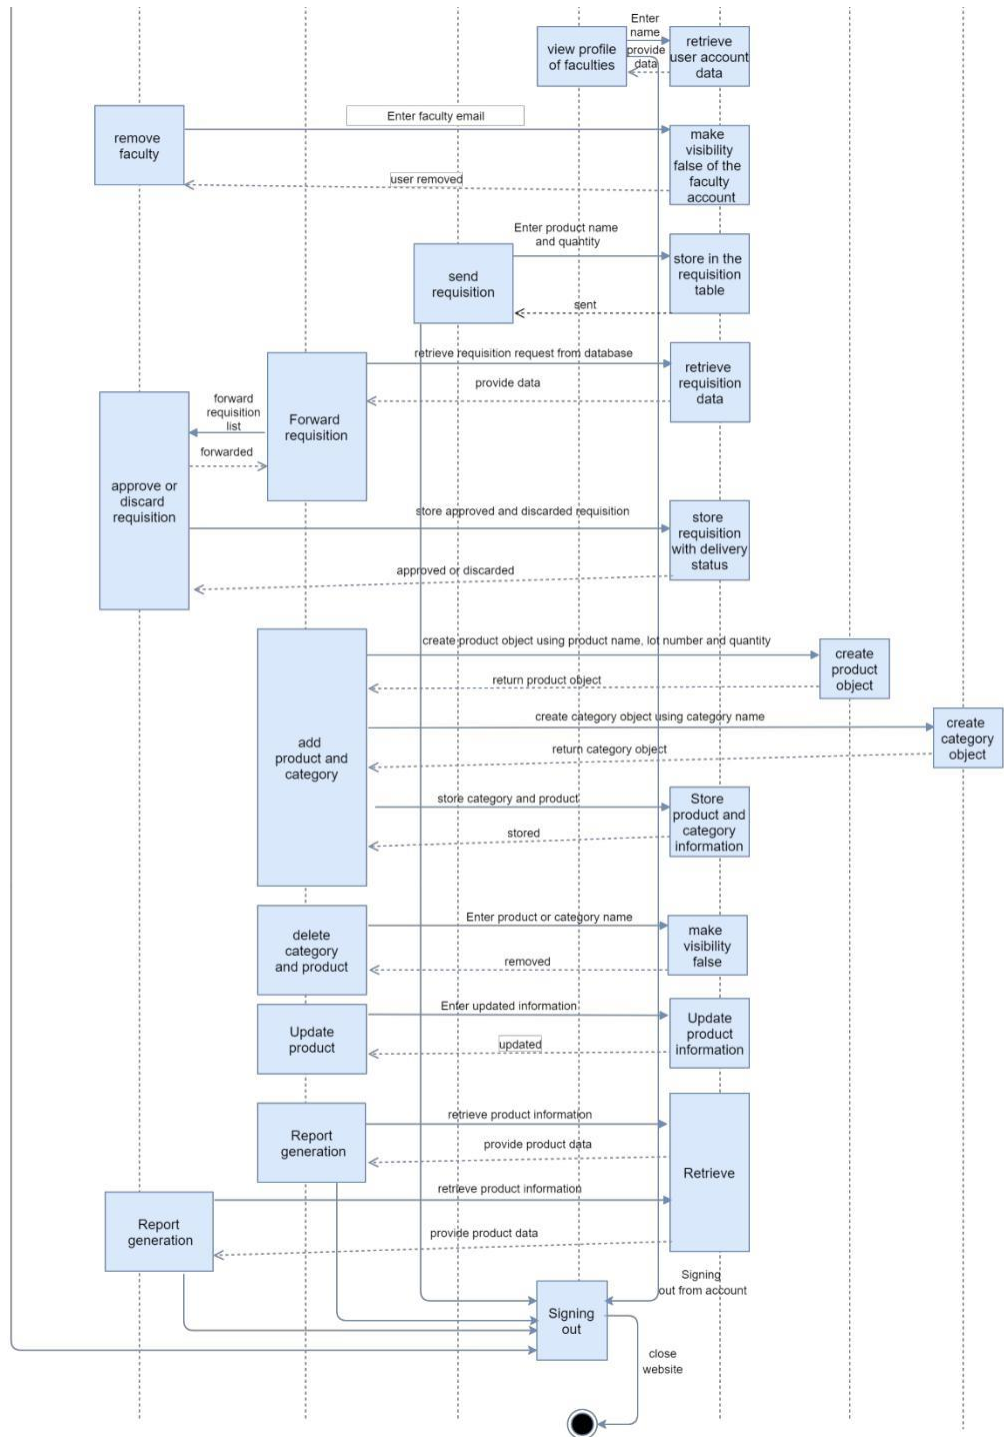 Enter
name
view profile
of faculties
provide
data
retrieve
user account
data
remove
faculty
Enter faculty email
user removed
make
visibility
false of the
faculty
account
Enter product name
and quantity
send
requisition
sent
store in the
requisition
table
retrieve requisition request from database
provide data
retrieve
requisition
data
forward
requisition
list
forwarded
Forward
requisition
approve or
discard
requisition
store approved and discarded requisition
approved or discarded
store
requisition
with delivery
status
create product object using product name, lot number and quantity
return product object
create
product
object
create category object using category name
return category object
create
category
object
add
product and
category
store category and product
stored
Store
product and
category
information
delete
category
and product
Enter product or category name
removed
make
visibility
false
Update
product
Enter updated information
updated
Update
product
information
Report
generation
retrieve product information
provide product data
Retrieve
Report
generation
retrieve product information
provide product data
Signing
out from account
Signing
out
close
website